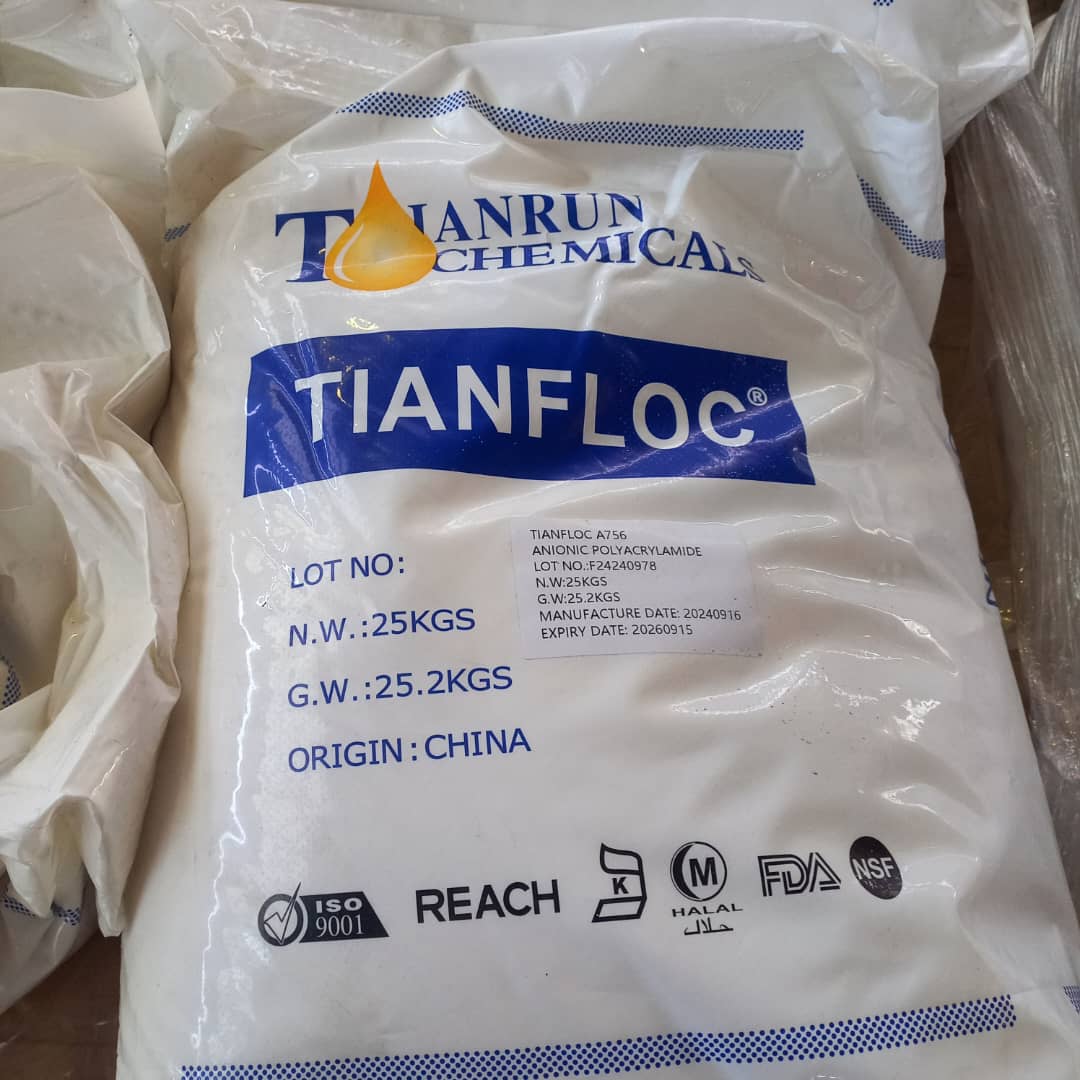 TIANRUN
CHEMICALS
TIANFLOC®
TIANFLOC A756
ANIONIC POLYACRYLAMIDE
LOT NO.:F24240978
N.W:25KGS
G.W:25.2KGS
MANUFACTURE DATE: 20240916
EXPIRY DATE: 20260915
LOT NO:
N.W.:25KGS
G.W.:25.2KGS
ORIGIN:CHINA
ISO
9001
REACH
K
M
HALAL
حلال
FDA
NSF